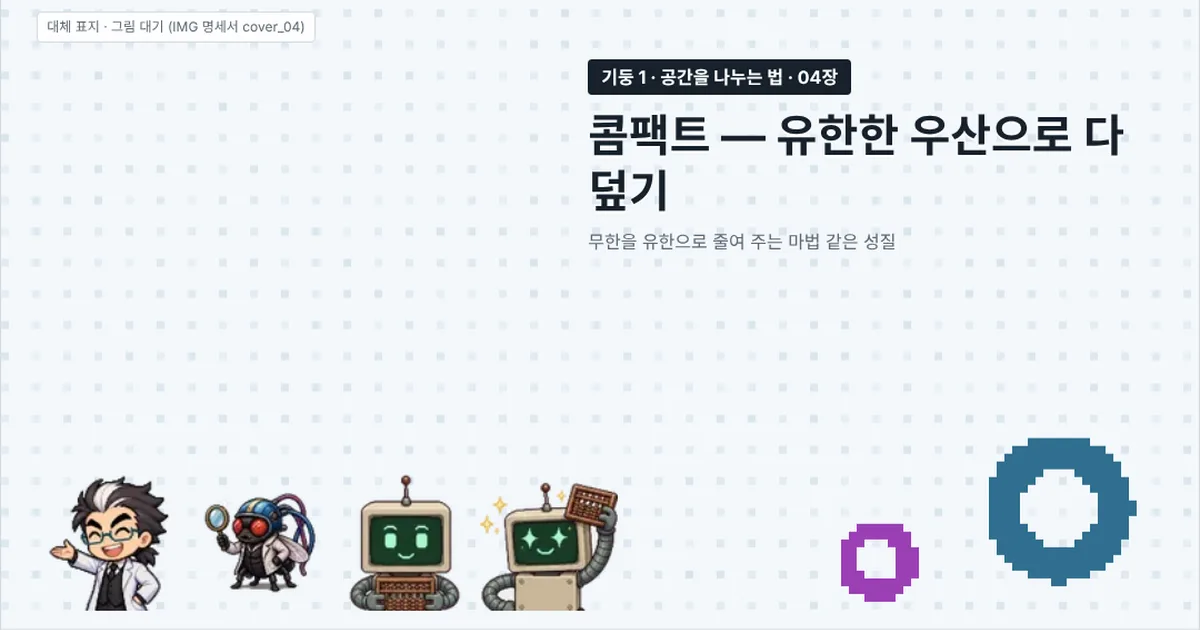 대체 표지 · 그림 대기 (IMG 명세서 cover_04)
기둥 1 · 공간을 나누는 법 · 04장
콤팩트 — 유한한 우산으로 다
덮기
무한을 유한으로 줄여 주는 마법 같은 성질